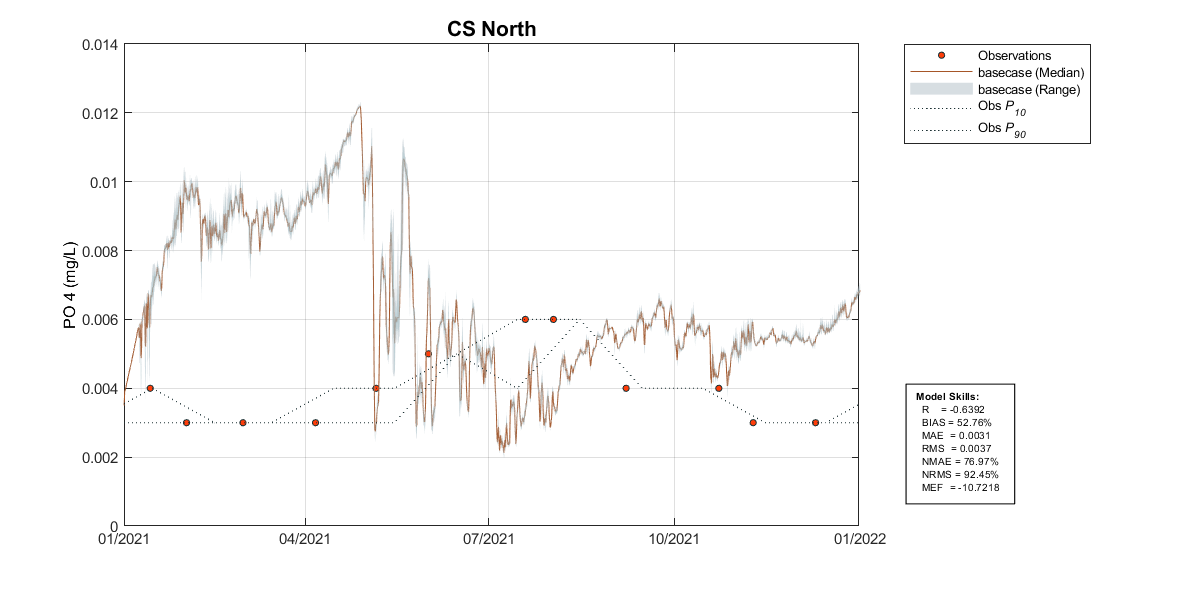 CS North
0.014
0.012
0.01
0.008
0.006
0.004
0.002
0
PO 4 (mg/L)
01/2021
04/2021
07/2021
10/2021
01/2022
Observations
basecase (Median)
basecase (Range)
Obs P10
Obs P90
Model Skills:
R = -0.6392
BIAS = 52.76%
MAE = 0.0031
RMS = 0.0037
NMAE = 76.97%
NRMS = 92.45%
MEF = -10.7218